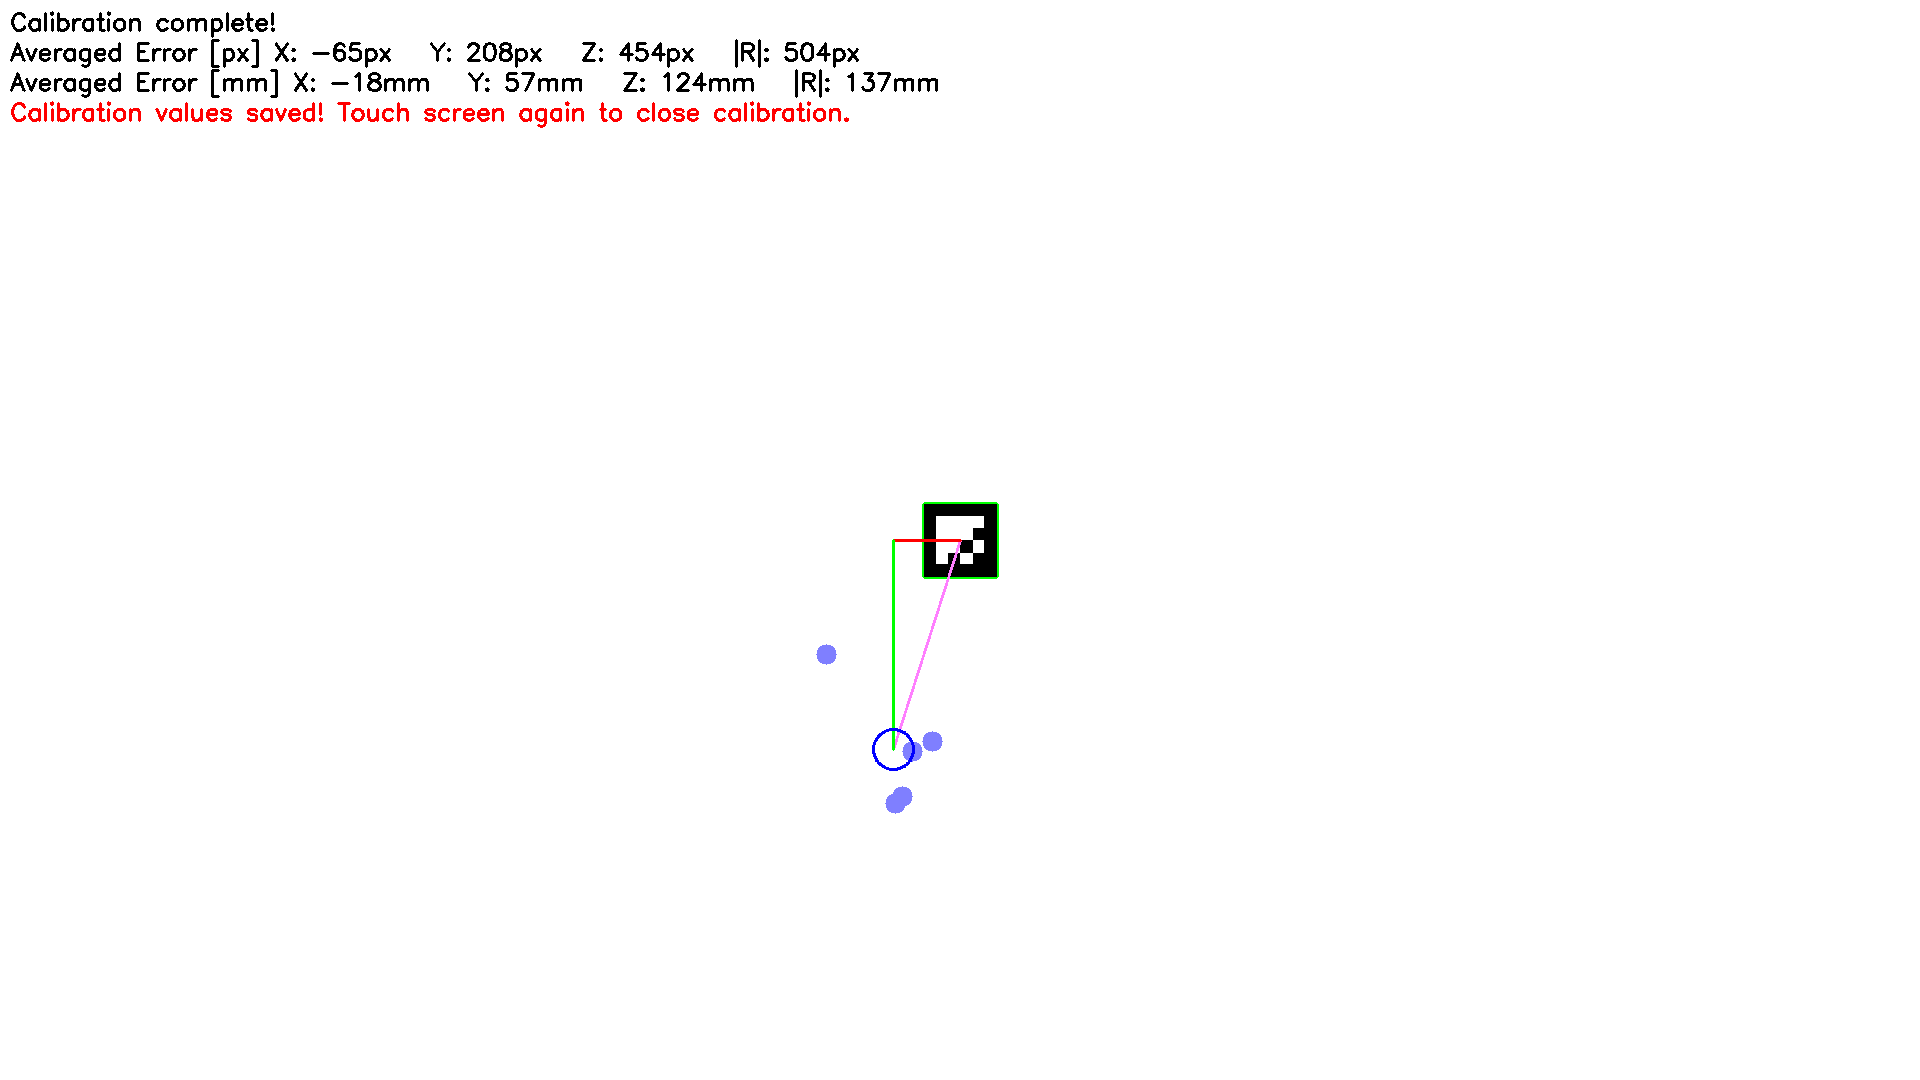 Calibration complete!
Averaged Error [px] X: -65px Y: 208px Z: 454px |R|: 504px
Averaged Error [mm] X: -18mm Y: 57mm Z: 124mm |R|: 137mm
Calibration values saved! Touch screen again to close calibration.